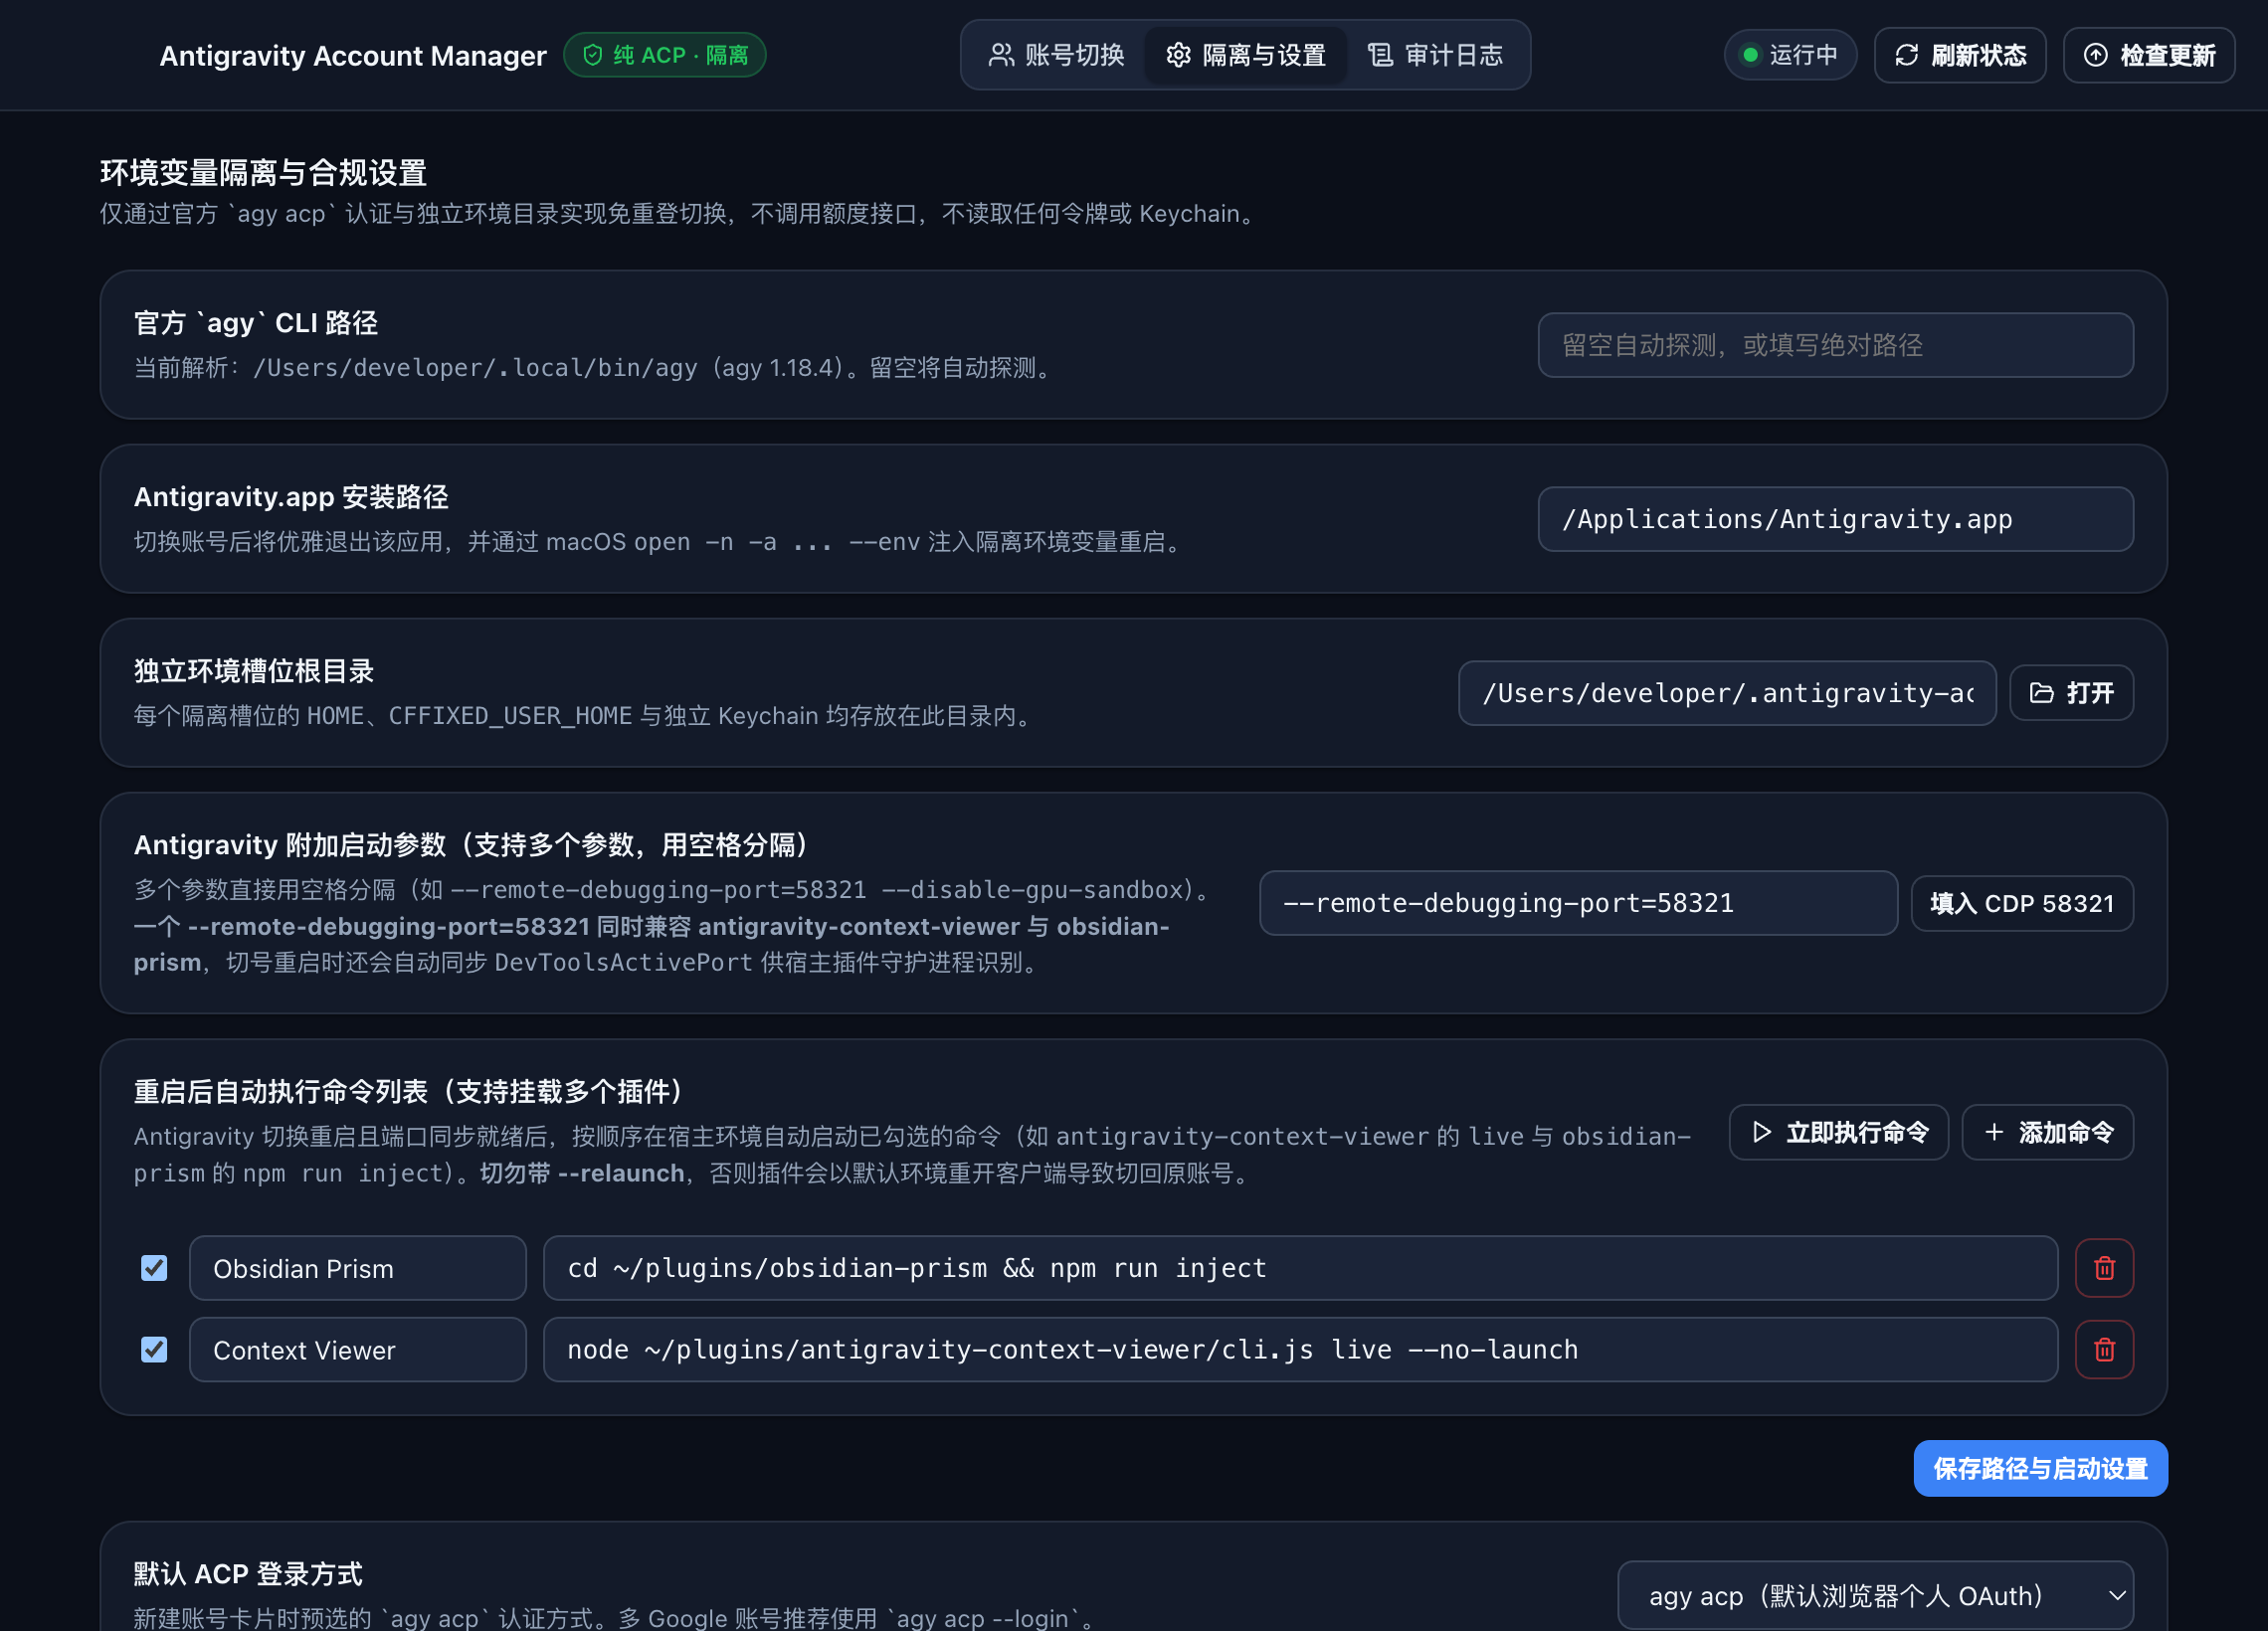 Antigravity Account Manager
纯 ACP · 隔离
账号切换
隔离与设置
审计日志
运行中
刷新状态
检查更新
环境变量隔离与合规设置
仅通过官方 `agy acp` 认证与独立环境目录实现免重登切换，不调用额度接口，不读取任何令牌或 Keychain。
官方 `agy` CLI 路径
当前解析：/Users/developer/.local/bin/agy（agy 1.18.4）。留空将自动探测。
留空自动探测，或填写绝对路径
Antigravity.app 安装路径
切换账号后将优雅退出该应用，并通过 macOS open -n -a ... --env 注入隔离环境变量重启。
/Applications/Antigravity.app
独立环境槽位根目录
每个隔离槽位的 HOME、CFFIXED_USER_HOME 与独立 Keychain 均存放在此目录内。
/Users/developer/.antigravity-ac
打开
Antigravity 附加启动参数（支持多个参数，用空格分隔）
多个参数直接用空格分隔（如 --remote-debugging-port=58321 --disable-gpu-sandbox）。
一个 --remote-debugging-port=58321 同时兼容 antigravity-context-viewer 与 obsidian-
prism，切号重启时还会自动同步 DevToolsActivePort 供宿主插件守护进程识别。
--remote-debugging-port=58321
填入 CDP 58321
重启后自动执行命令列表（支持挂载多个插件）
Antigravity 切换重启且端口同步就绪后，按顺序在宿主环境自动启动已勾选的命令（如 antigravity-context-viewer 的 live 与 obsidian-
prism 的 npm run inject）。切勿带 --relaunch，否则插件会以默认环境重开客户端导致切回原账号。
立即执行命令
添加命令
Obsidian Prism
cd ~/plugins/obsidian-prism && npm run inject
Context Viewer
node ~/plugins/antigravity-context-viewer/cli.js live --no-launch
保存路径与启动设置
默认 ACP 登录方式
新建账号卡片时预选的 `agy acp` 认证方式。多 Google 账号推荐使用 `agy acp --login`。
agy acp（默认浏览器个人 OAuth）